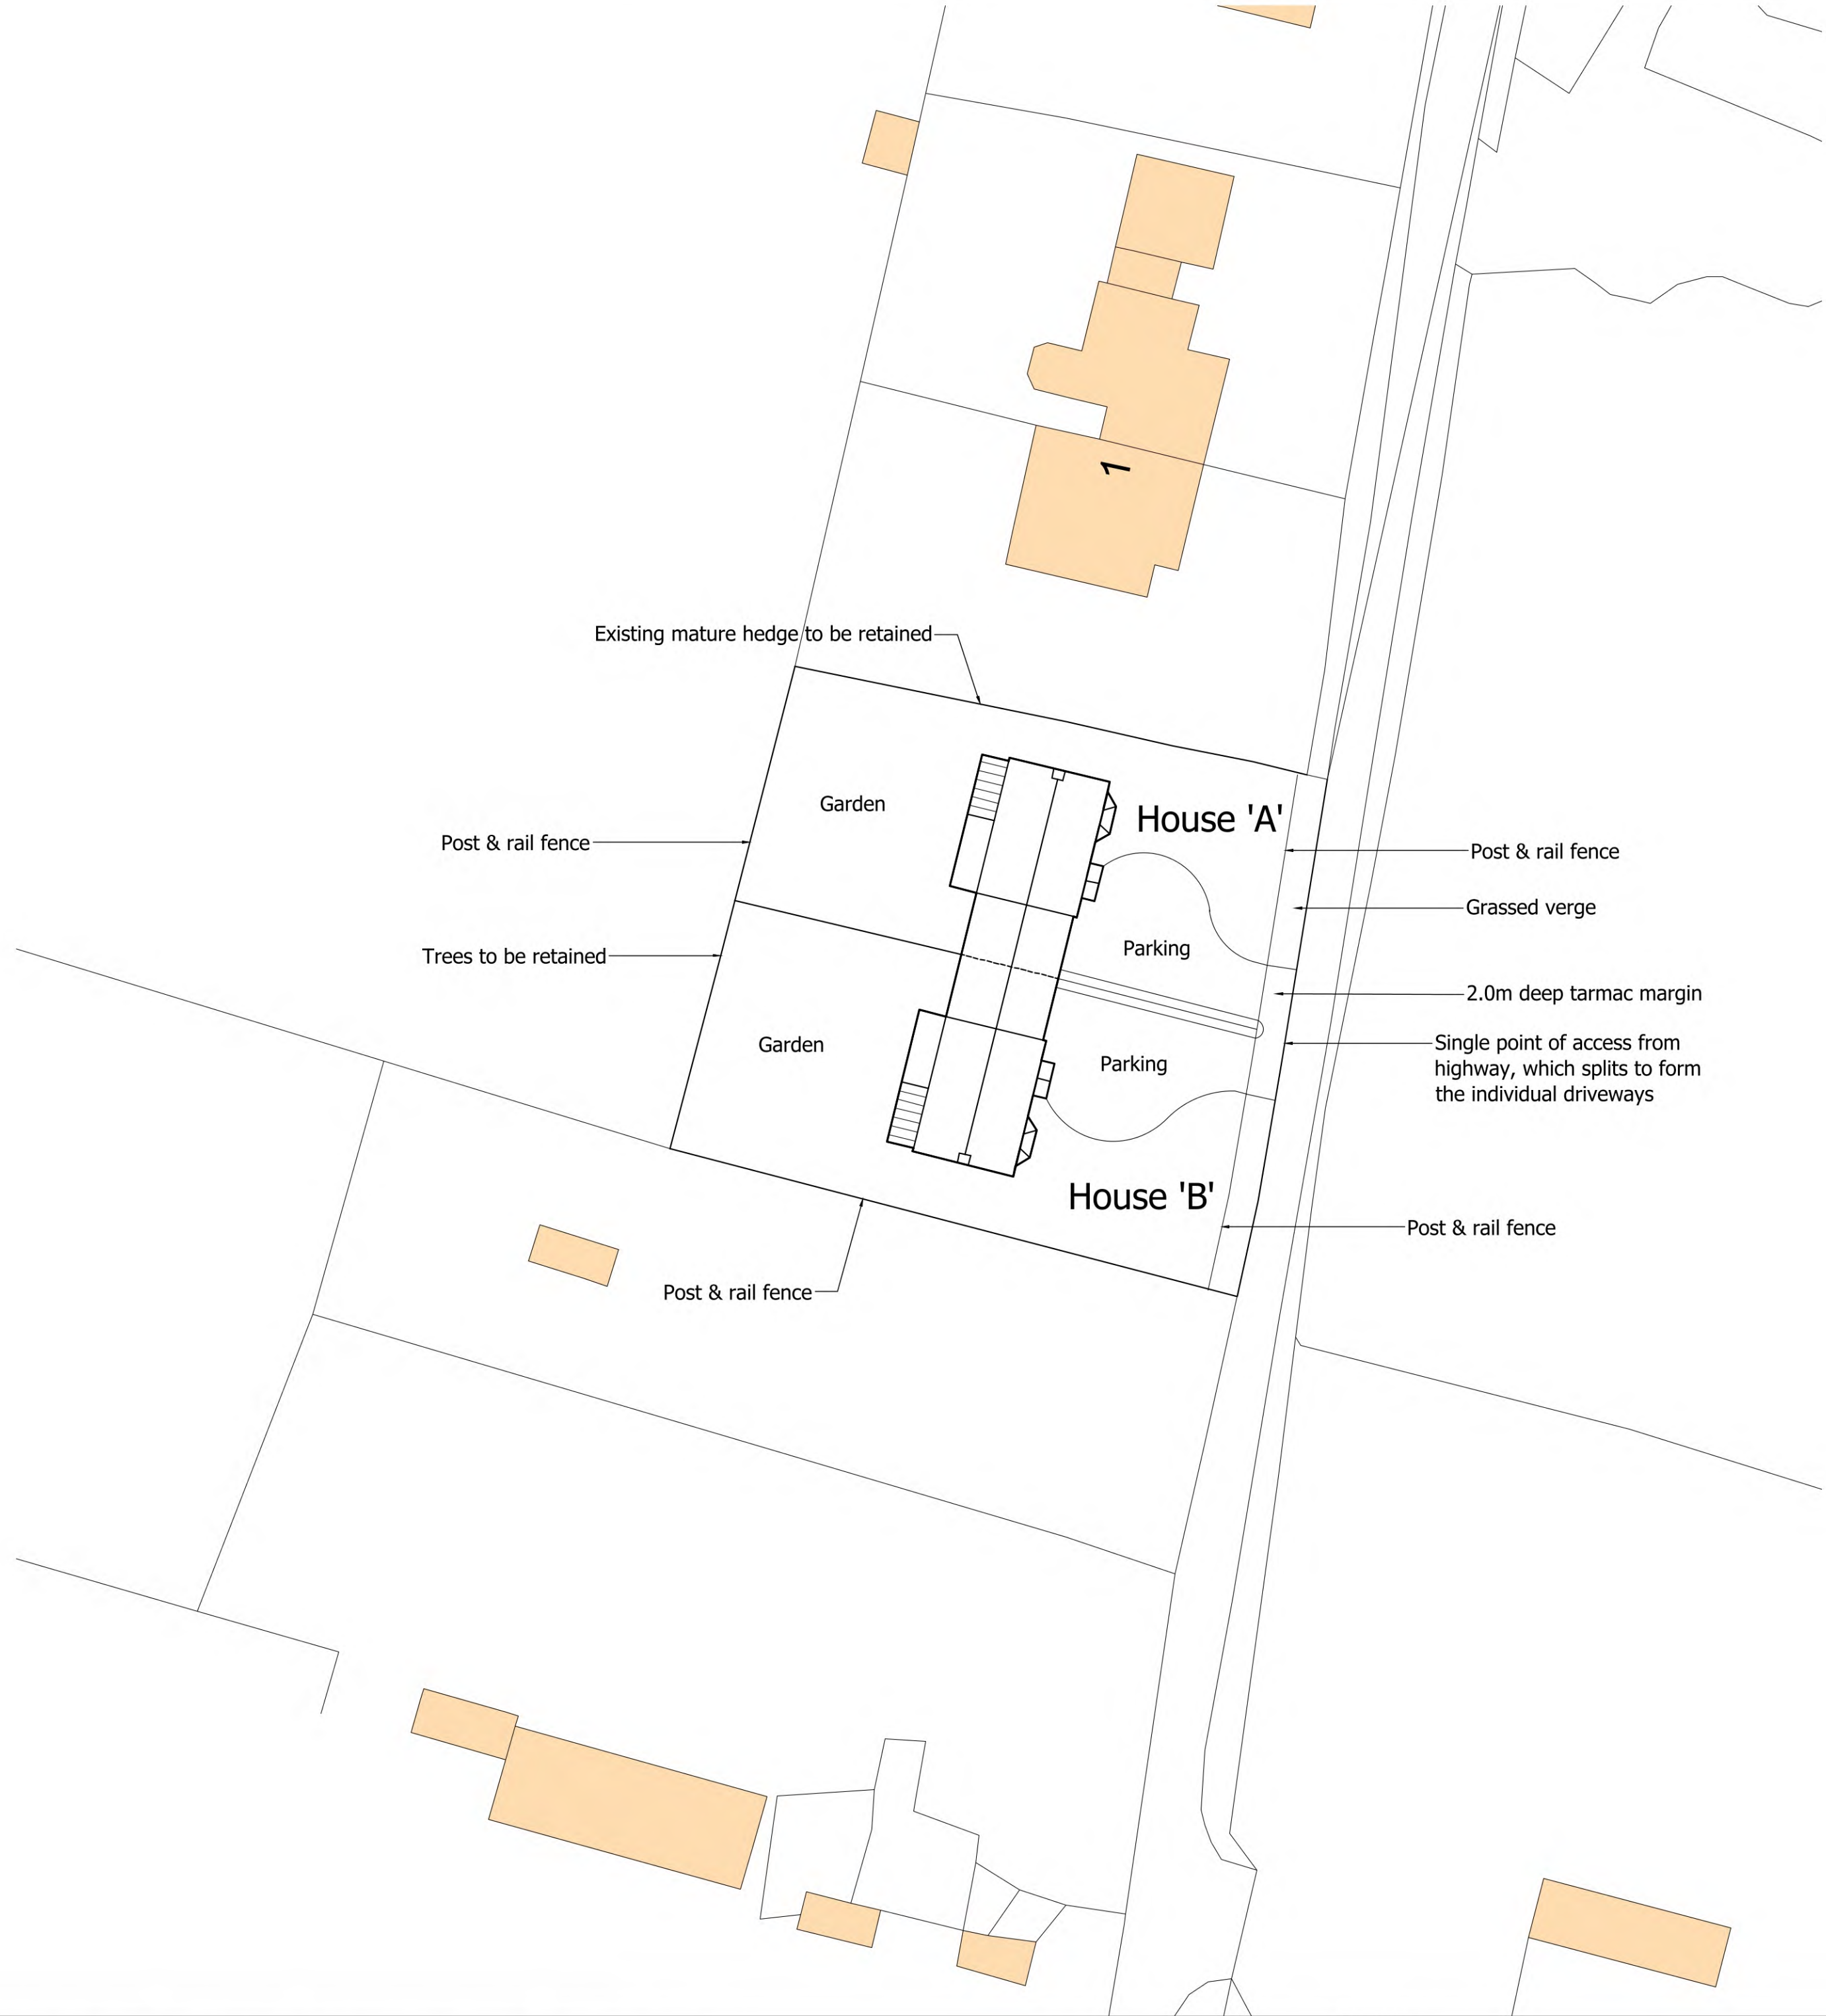 1
Existing mature hedge to be retained
Garden
House 'A'
Post & rail fence
Post & rail fence
Grassed verge
Parking
Trees to be retained
2.0m deep tarmac margin
Garden
Parking
Single point of access from
highway, which splits to form
the individual driveways
House 'B'
Post & rail fence
Post & rail fence